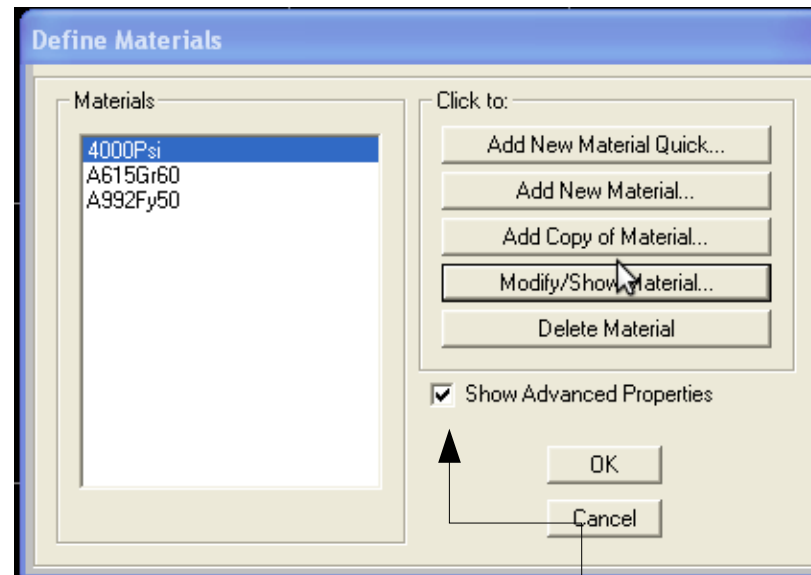 Define Materials
Materials
4000Psi
A615Gr60
A992Fy50
Click to:
Add New Material Quick...
Add New Material...
Add Copy of Material...
Modify/Show Material...
Delete Material
Show Advanced Properties
OK
Cancel